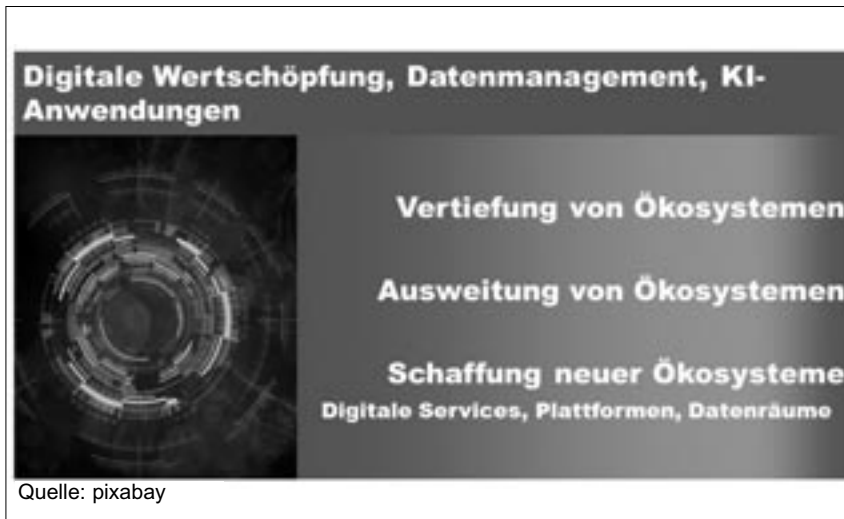 Digitale Wertschöpfung, Datenmanagement, KI-
Anwendungen
Vertiefung von Ökosystemen
Ausweitung von Ökosystemen
Schaffung neuer Ökosysteme
Digitale Services, Plattformen, Datenräume
Quelle: pixabay